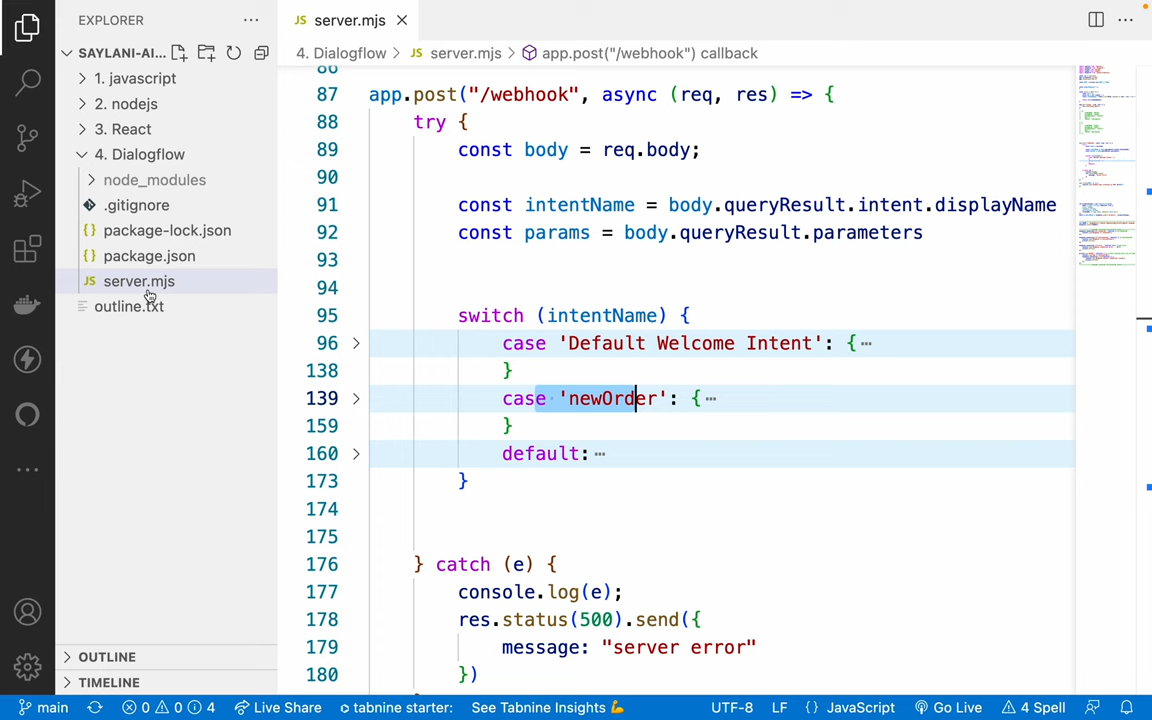 EXPLORER
SAYLANI-AI...
1. javascript
2. nodejs
3. React
4. Dialogflow
node_modules
.gitignore
package-lock.json
package.json
JS server.mjs
outline.txt
OUTLINE
TIMELINE
JS server.mjs
4. Dialogflow > JS server.mjs > app.post("/webhook") callback
86
87 app.post("/webhook", async (req, res) => {
88 try {
89 const body = req.body;
90
91 const intentName = body.queryResult.intent.displayName
92 const params = body.queryResult.parameters
93
94
95 switch (intentName) {
96 case 'Default Welcome Intent': {…
138 }
139 case 'newOrder': {…
159 }
160 default:…
173 }
174
175
176 } catch (e) {
177 console.log(e);
178 res.status(500).send({
179 message: "server error"
180 })
main 0 0 4 Live Share tabnine starter: See Tabnine Insights 💪 UTF-8 LF {} JavaScript Go Live 4 Spell